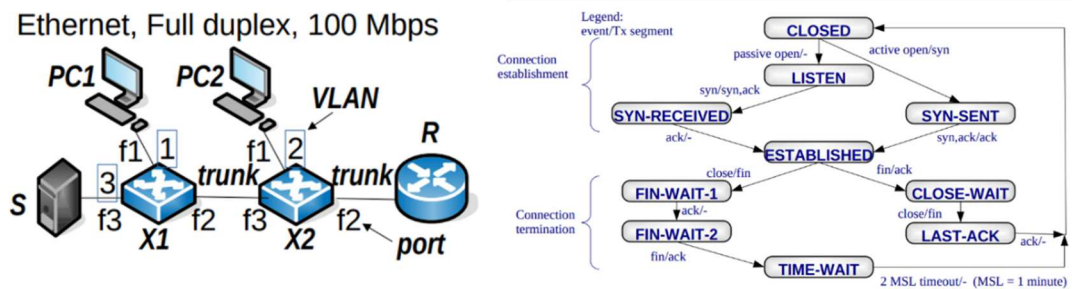 Ethernet, Full duplex, 100 Mbps
PC1
PC2
VLAN
R
f1
1
f1
2
trunk
trunk
S
3
f3
f2
f3
f2
X1
X2
port
Legend:
event/Tx segment
CLOSED
passive open/-
active open/syn
Connection
establishment
LISTEN
syn/syn,ack
SYN-RECEIVED
SYN-SENT
ack/-
syn,ack/ack
ESTABLISHED
close/fin
fin/ack
FIN-WAIT-1
CLOSE-WAIT
ack/-
close/fin
Connection
termination
FIN-WAIT-2
LAST-ACK
ack/-
fin/ack
TIME-WAIT
2 MSL timeout/- (MSL = 1 minute)